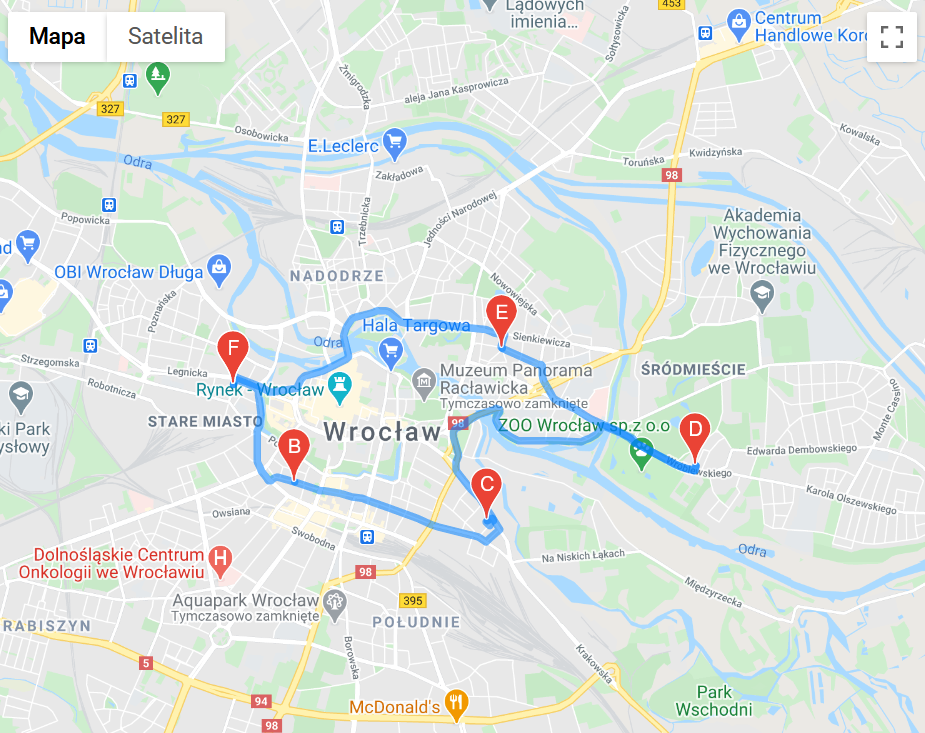 Lądowych
imienia...
453
Mapa
Satelita
Centrum
Handlowe Koro
Sołtysowicka
Żmigrodzka
aleja Jana Kasprowicza
327
327
Osobowicka
Odra
E.Leclerc
Zakładowa
Kowalska
Kwidzyńska
Toruńska
98
Popowicka
Trzebnicka
Jedności Narodowej
Akademia
Wychowania
Fizycznego
we Wrocławiu
OBI Wrocław Długa
NADODRZE
Nowowiejska
Poznańska
E
Hala Targowa
Sienkiewicza
Odra
F
Strzegomska
Legnicka
Robotnicza
Rynek - Wrocław
Muzeum Panorama
Racławicka
Tymczasowo zamknięte
ŚRÓDMIEŚCIE
Monte Cassino
STARE MIASTO
ki Park
mysłowy
Wrocław
98
ZOO Wrocław sp.z o.o
D
B
Edwarda Dembowskiego
Wróblewskiego
Karola Olszewskiego
C
Owsiana
Swobodna
Na Niskich Łąkach
Odra
Dolnośląskie Centrum
Onkologii we Wrocławiu
H
98
Międzyrzecka
Aquapark Wrocław
Tymczasowo zamknięte
395
POŁUDNIE
RABISZYN
Borowska
Krakowska
5
94
98
McDonald's
Park
Wschodni